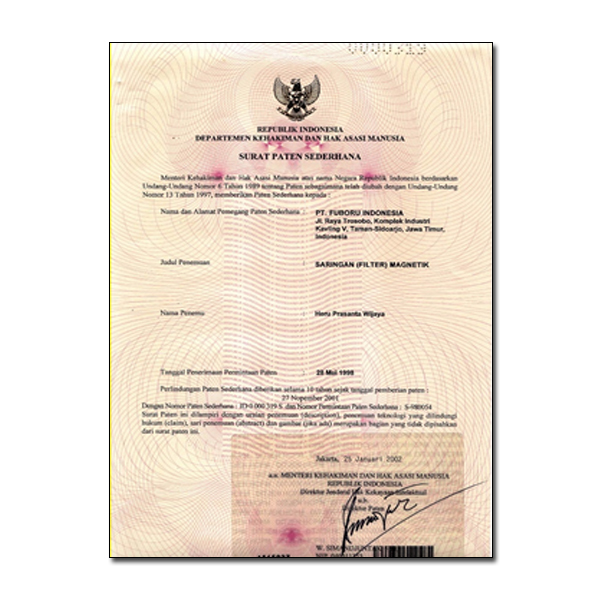 0000319
REPUBLIK INDONESIA
DEPARTEMEN KEHAKIMAN DAN HAK ASASI MANUSIA
SURAT PATEN SEDERHANA
Menteri Kehakiman dan Hak Asasi Manusia atas nama Negara Republik Indonesia berdasarkan
Undang-Undang Nomor 6 Tahun 1989 tentang Paten sebagaimana telah diubah dengan Undang-Undang
Nomor 13 Tahun 1997, memberikan Paten Sederhana kepada :
Nama dan Alamat Pemegang Paten Sederhana : PT. FUBORU INDONESIA
Jl. Raya Trosobo, Komplek Industri
Kavling V, Taman-Sidoarjo, Jawa Timur,
Indonesia
Judul Penemuan : SARINGAN (FILTER) MAGNETIK
Nama Penemu : Heru Prasanta Wijaya
Tanggal Penerimaan Permintaan Paten : 28 Mei 1998
Perlindungan Paten Sederhana diberikan selama 10 tahun sejak tanggal pemberian paten :
27 Nopember 2001
Dengan Nomor Paten Sederhana : ID 0 000 319 S dan Nomor Permintaan Paten Sederhana : S-980054
Surat Paten ini dilampiri dengan uraian penemuan (description), penemuan teknologi yang dilindungi
hukum (claim), sari penemuan (abstract) dan gambar (jika ada) merupakan bagian yang tidak dipisahkan
dari surat paten ini.
Jakarta, 25 Januari 2002
a.n. MENTERI KEHAKIMAN DAN HAK ASASI MANUSIA
REPUBLIK INDONESIA
Direktur Jenderal Hak Kekayaan Intelektual
u.b.
Direktur Paten